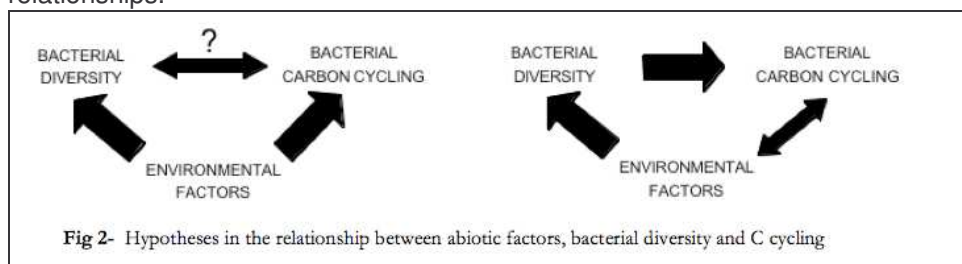 relationships.
?
BACTERIAL
DIVERSITY
BACTERIAL
CARBON CYCLING
ENVIRONMENTAL
FACTORS
BACTERIAL
DIVERSITY
BACTERIAL
CARBON CYCLING
ENVIRONMENTAL
FACTORS
Fig 2- Hypotheses in the relationship between abiotic factors, bacterial diversity and C cycling